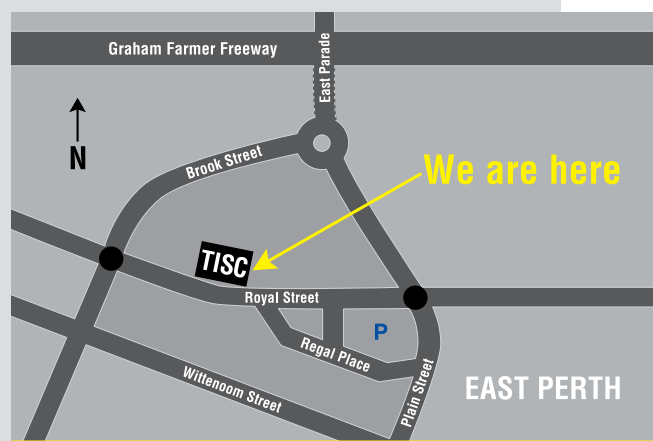 Graham Farmer Freeway
East Parade
N
Brook Street
We are here
TISC
Royal Street
P
Regal Place
Wittenoom Street
Plain Street
EAST PERTH